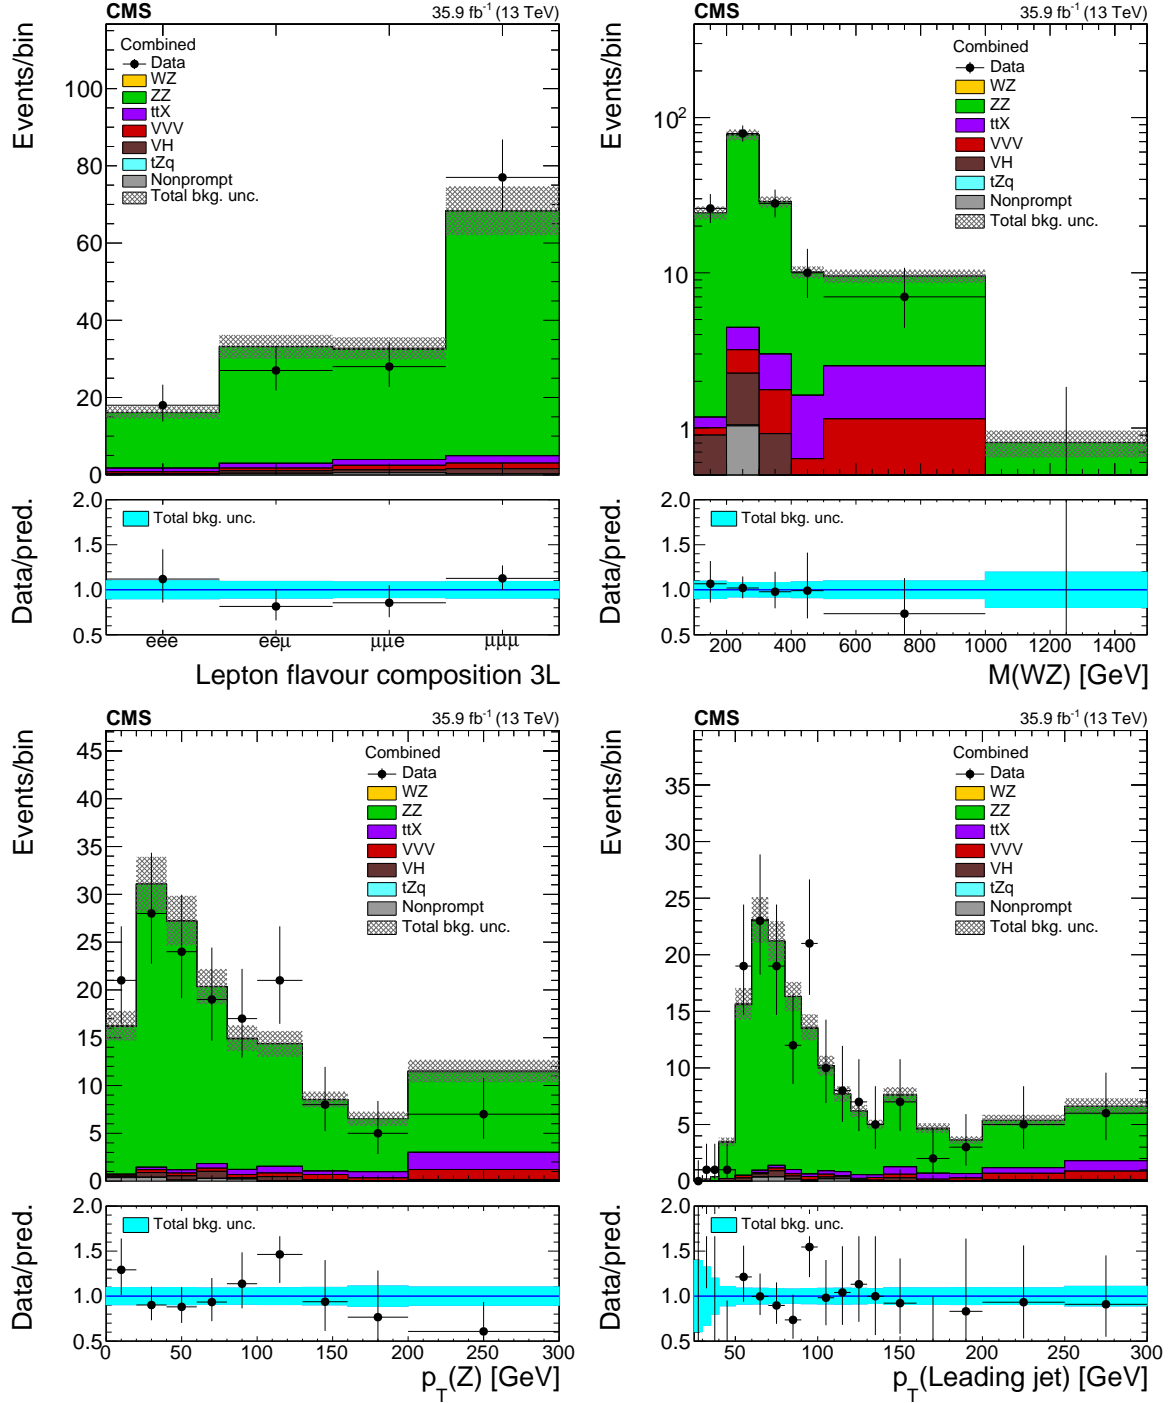 CMS 35.9 fb⁻¹ (13 TeV)
Events/bin
Combined
Data
WZ
ZZ
ttX
VVV
VH
tZq
Nonprompt
Total bkg. unc.
100
80
60
40
20
0
Data/pred.
Total bkg. unc.
2.0
1.5
1.0
0.5
eee eeμ μμe μμμ
Lepton flavour composition 3L
CMS 35.9 fb⁻¹ (13 TeV)
Events/bin
Combined
Data
WZ
ZZ
ttX
VVV
VH
tZq
Nonprompt
Total bkg. unc.
10²
10
1
Data/pred.
Total bkg. unc.
2.0
1.5
1.0
0.5
200 400 600 800 1000 1200 1400
M(WZ) [GeV]
CMS 35.9 fb⁻¹ (13 TeV)
Events/bin
Combined
Data
WZ
ZZ
ttX
VVV
VH
tZq
Nonprompt
Total bkg. unc.
45
40
35
30
25
20
15
10
5
0
Data/pred.
Total bkg. unc.
2.0
1.5
1.0
0.5
0 50 100 150 200 250 300
p_T(Z) [GeV]
CMS 35.9 fb⁻¹ (13 TeV)
Events/bin
Combined
Data
WZ
ZZ
ttX
VVV
VH
tZq
Nonprompt
Total bkg. unc.
35
30
25
20
15
10
5
0
Data/pred.
Total bkg. unc.
2.0
1.5
1.0
0.5
50 100 150 200 250 300
p_T(Leading jet) [GeV]